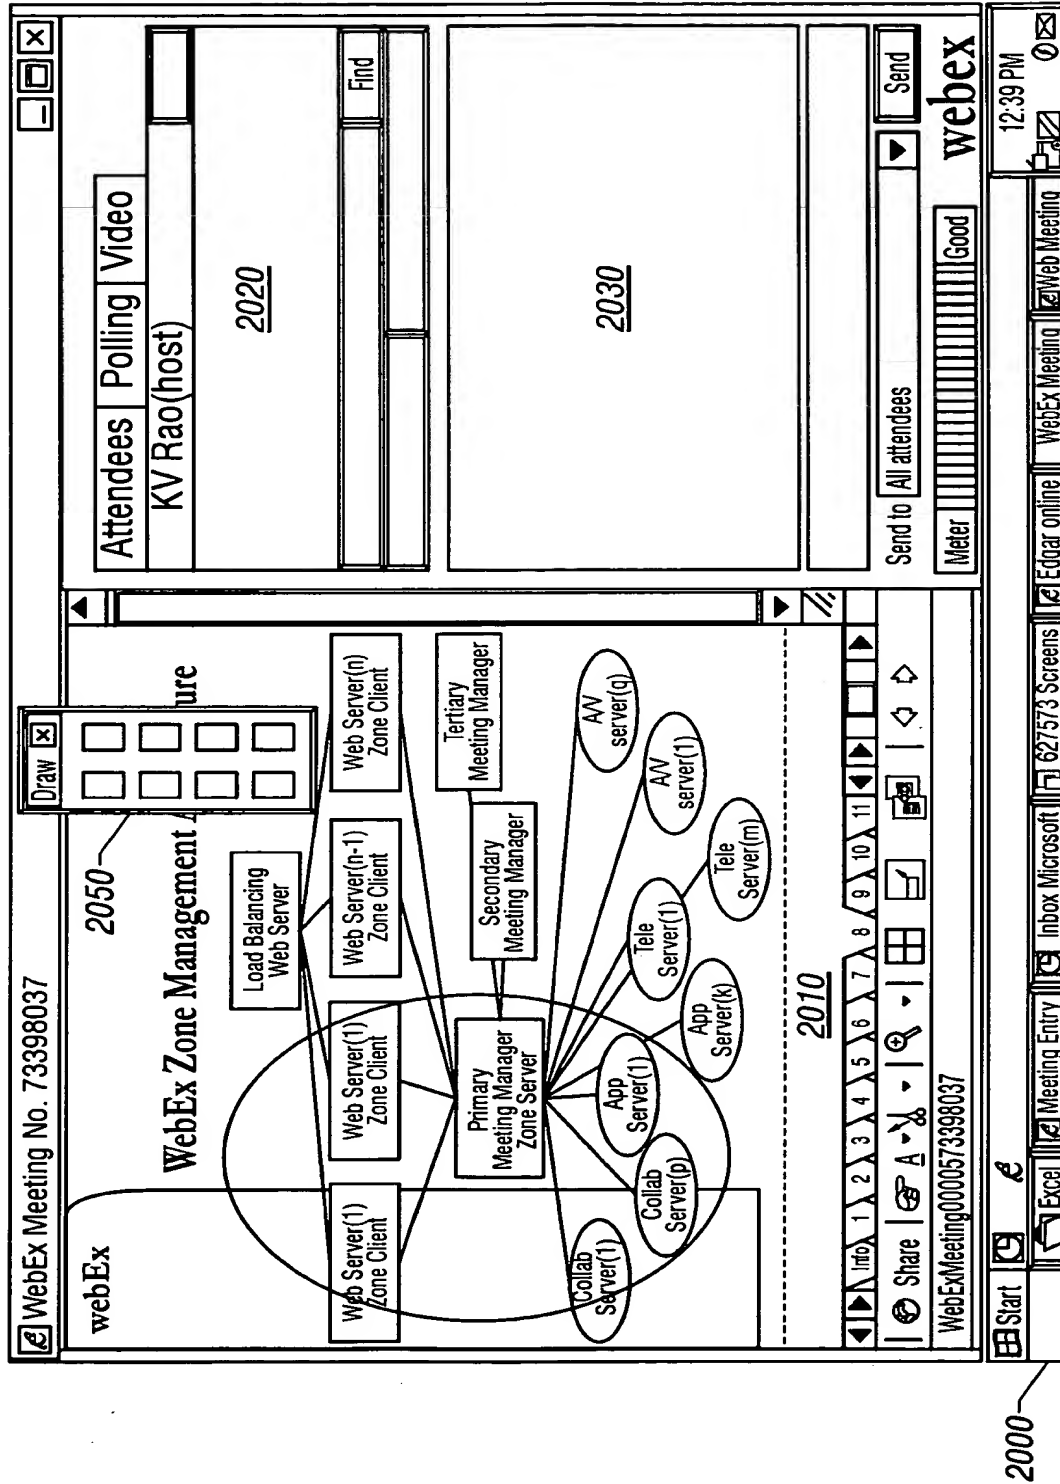 WebEx Meeting No. 733398037
2050
Draw
webEx
WebEx Zone Management A
ure
Load Balancing
Web Server
Web Server(1)
Zone Client
Web Server(1)
Zone Client
Web Server(n-1)
Zone Client
Web Server(n)
Zone Client
Primary
Meeting Manager
Zone Server
Secondary
Meeting Manager
Tertiary
Meeting Manager
Collab
Server(1)
Collab
Server(p)
App
Server(1)
App
Server(k)
Tele
Server(1)
Tele
Server(m)
A/V
server(1)
A/V
server(q)
2010
Info 1 2 3 4 5 6 7 8 9 10 11
Share A
WebExMeeting0000573398037
Attendees Polling Video
KV Rao(host)
2020
Find
2030
Send to All attendees Send
Meter Good webex
Start 12:39 PM
Excel Meeting Entry Inbox Microsoft 627573 Screens Edgar online WebEx Meeting Web Meeting
2000